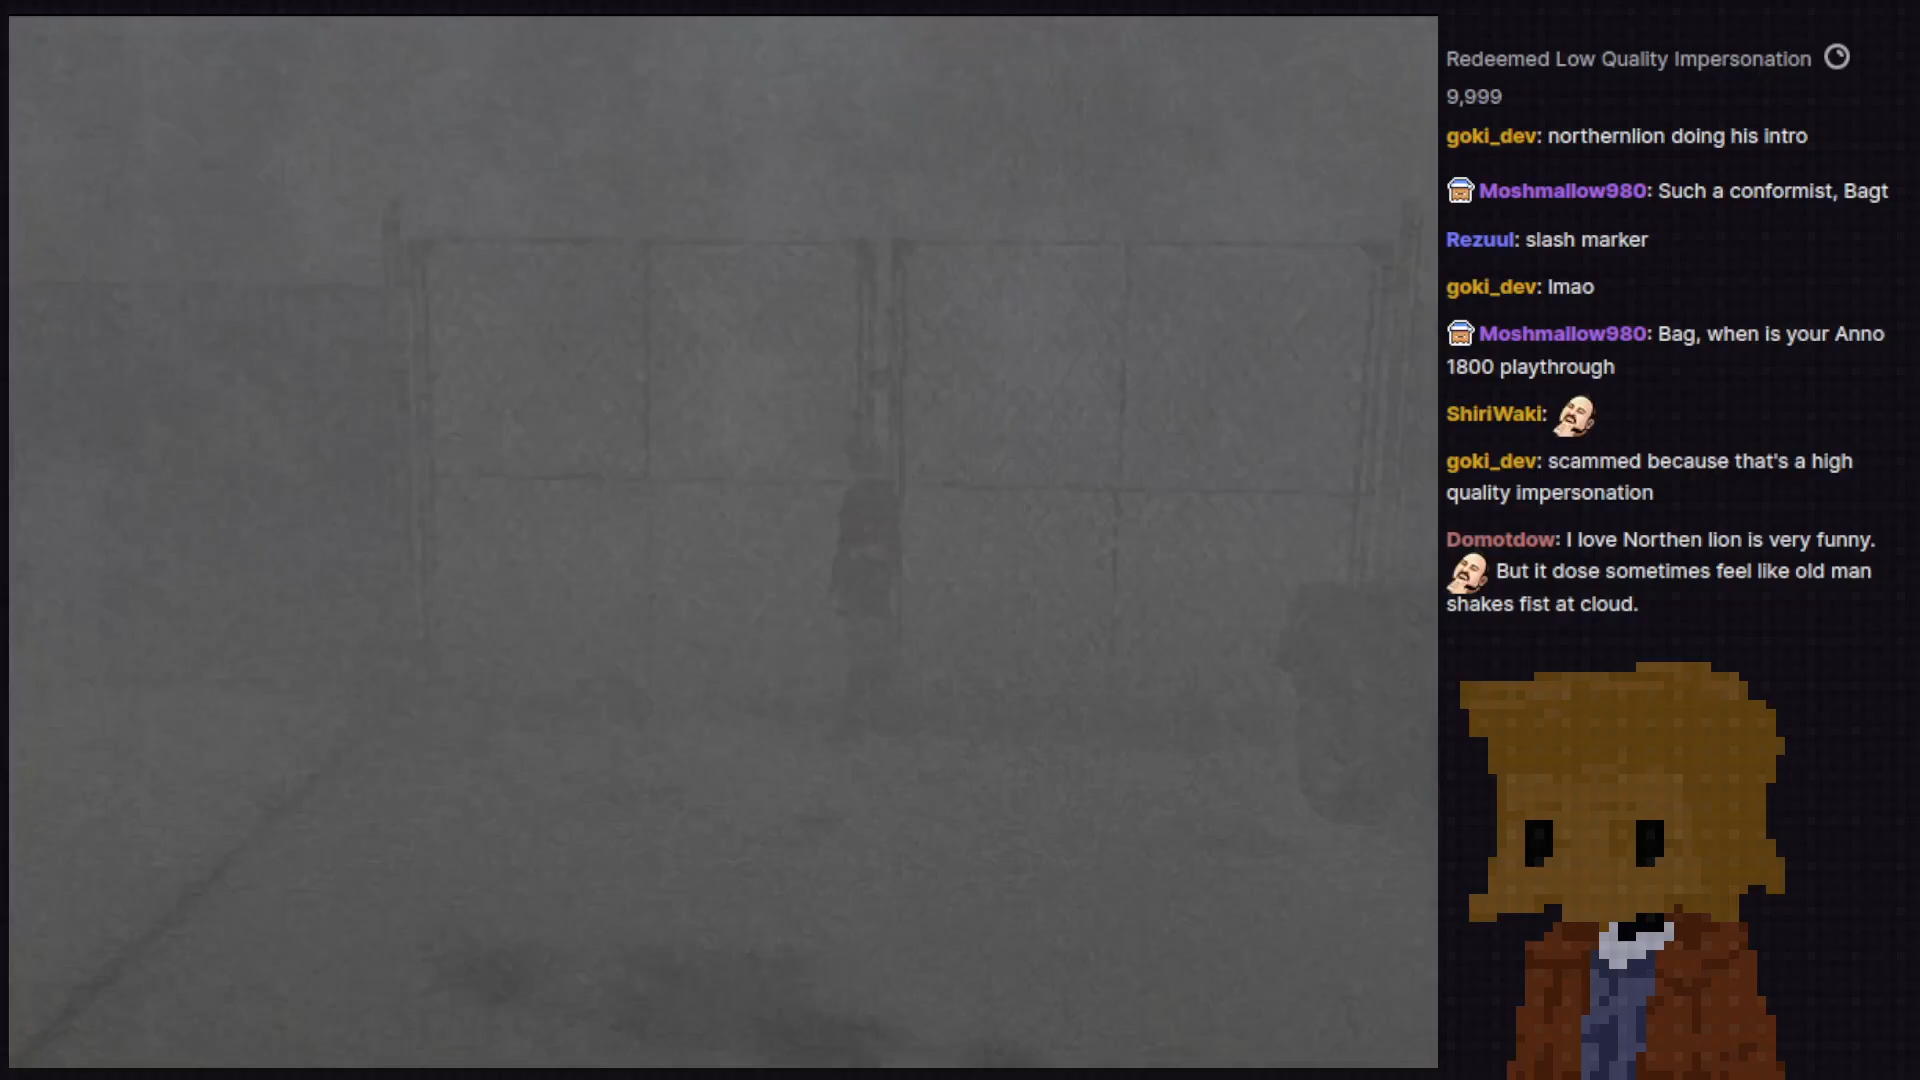 Redeemed Low Quality Impersonation
9,999
goki_dev: northernlion doing his intro
Moshmallow980: Such a conformist, Bagt
Rezuul: slash marker
goki_dev: lmao
Moshmallow980: Bag, when is your Anno
1800 playthrough
ShiriWaki:
goki_dev: scammed because that's a high
quality impersonation
Domotdow: I love Northen lion is very funny.
But it dose sometimes feel like old man
shakes fist at cloud.